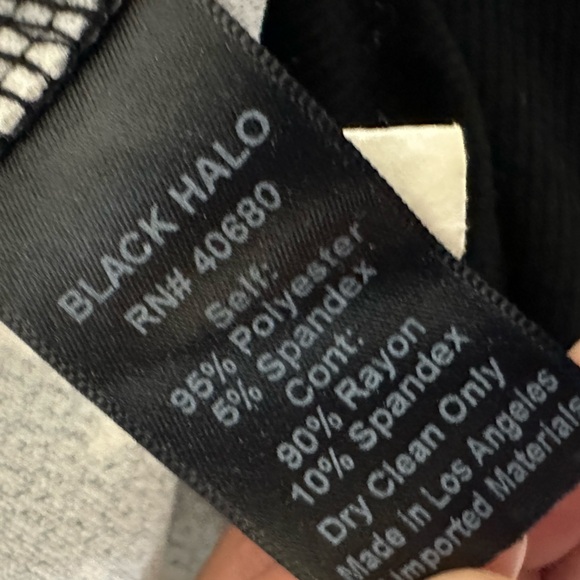 BLACK HALO
RN# 40680
Self:
95% Polyester
5% Spandex
Cont:
90% Rayon
10% Spandex
Dry Clean Only
Made in Los Angeles
Imported Materials